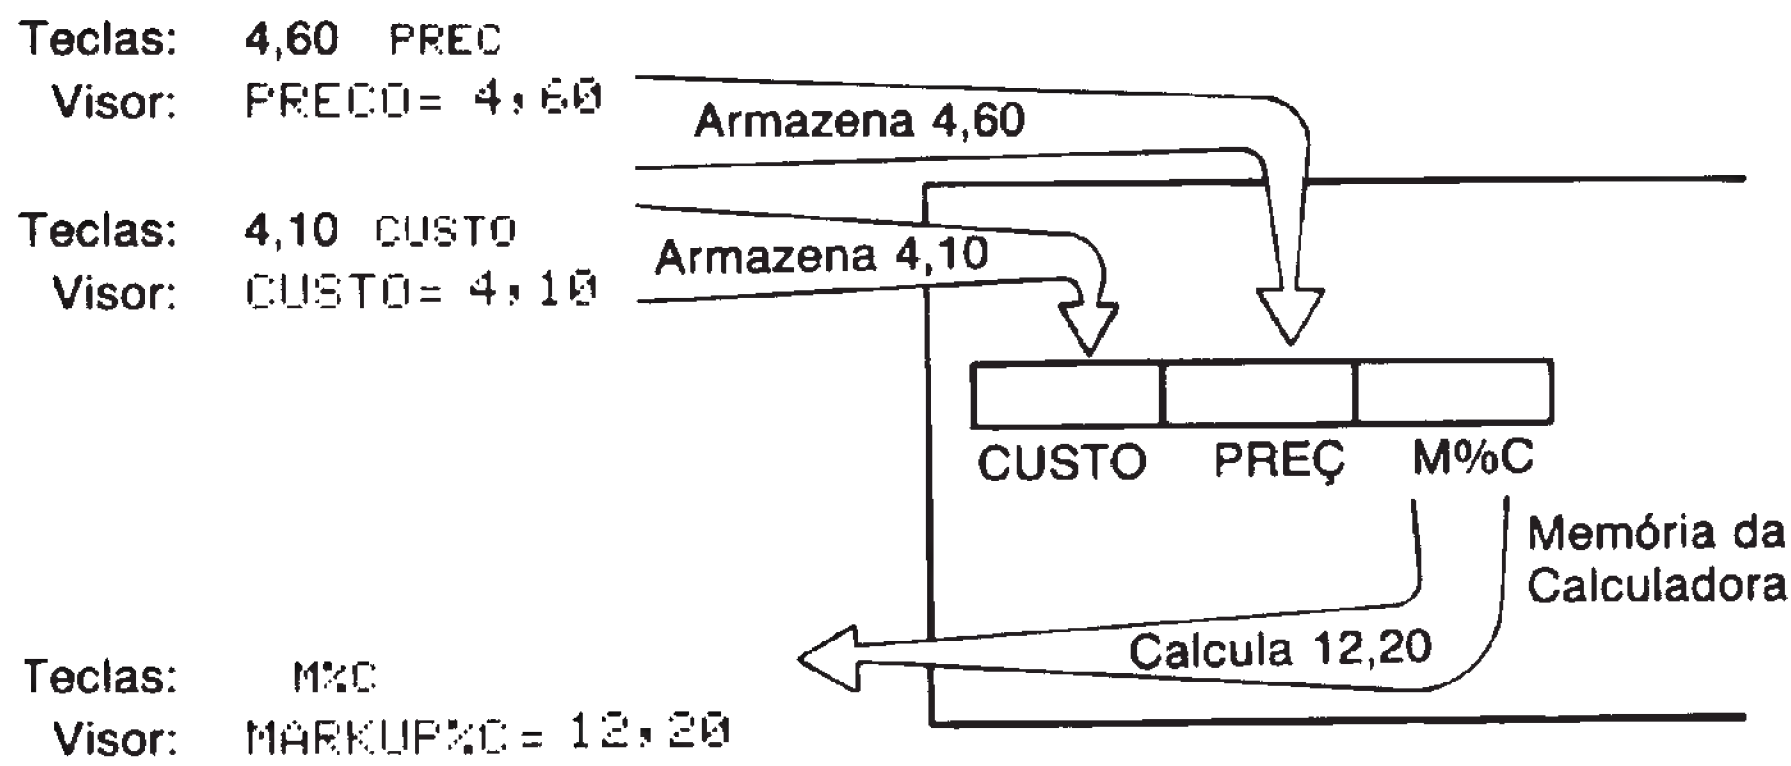 Teclas: 4,60 PREC
Visor: PRECO= 4,60
Armazena 4,60
Teclas: 4,10 CUSTO
Visor: CUSTO= 4,10
Armazena 4,10
CUSTO PREÇ M%C
Memória da
Calculadora
Calcula 12,20
Teclas: M%C
Visor: MARKUP%C= 12,20